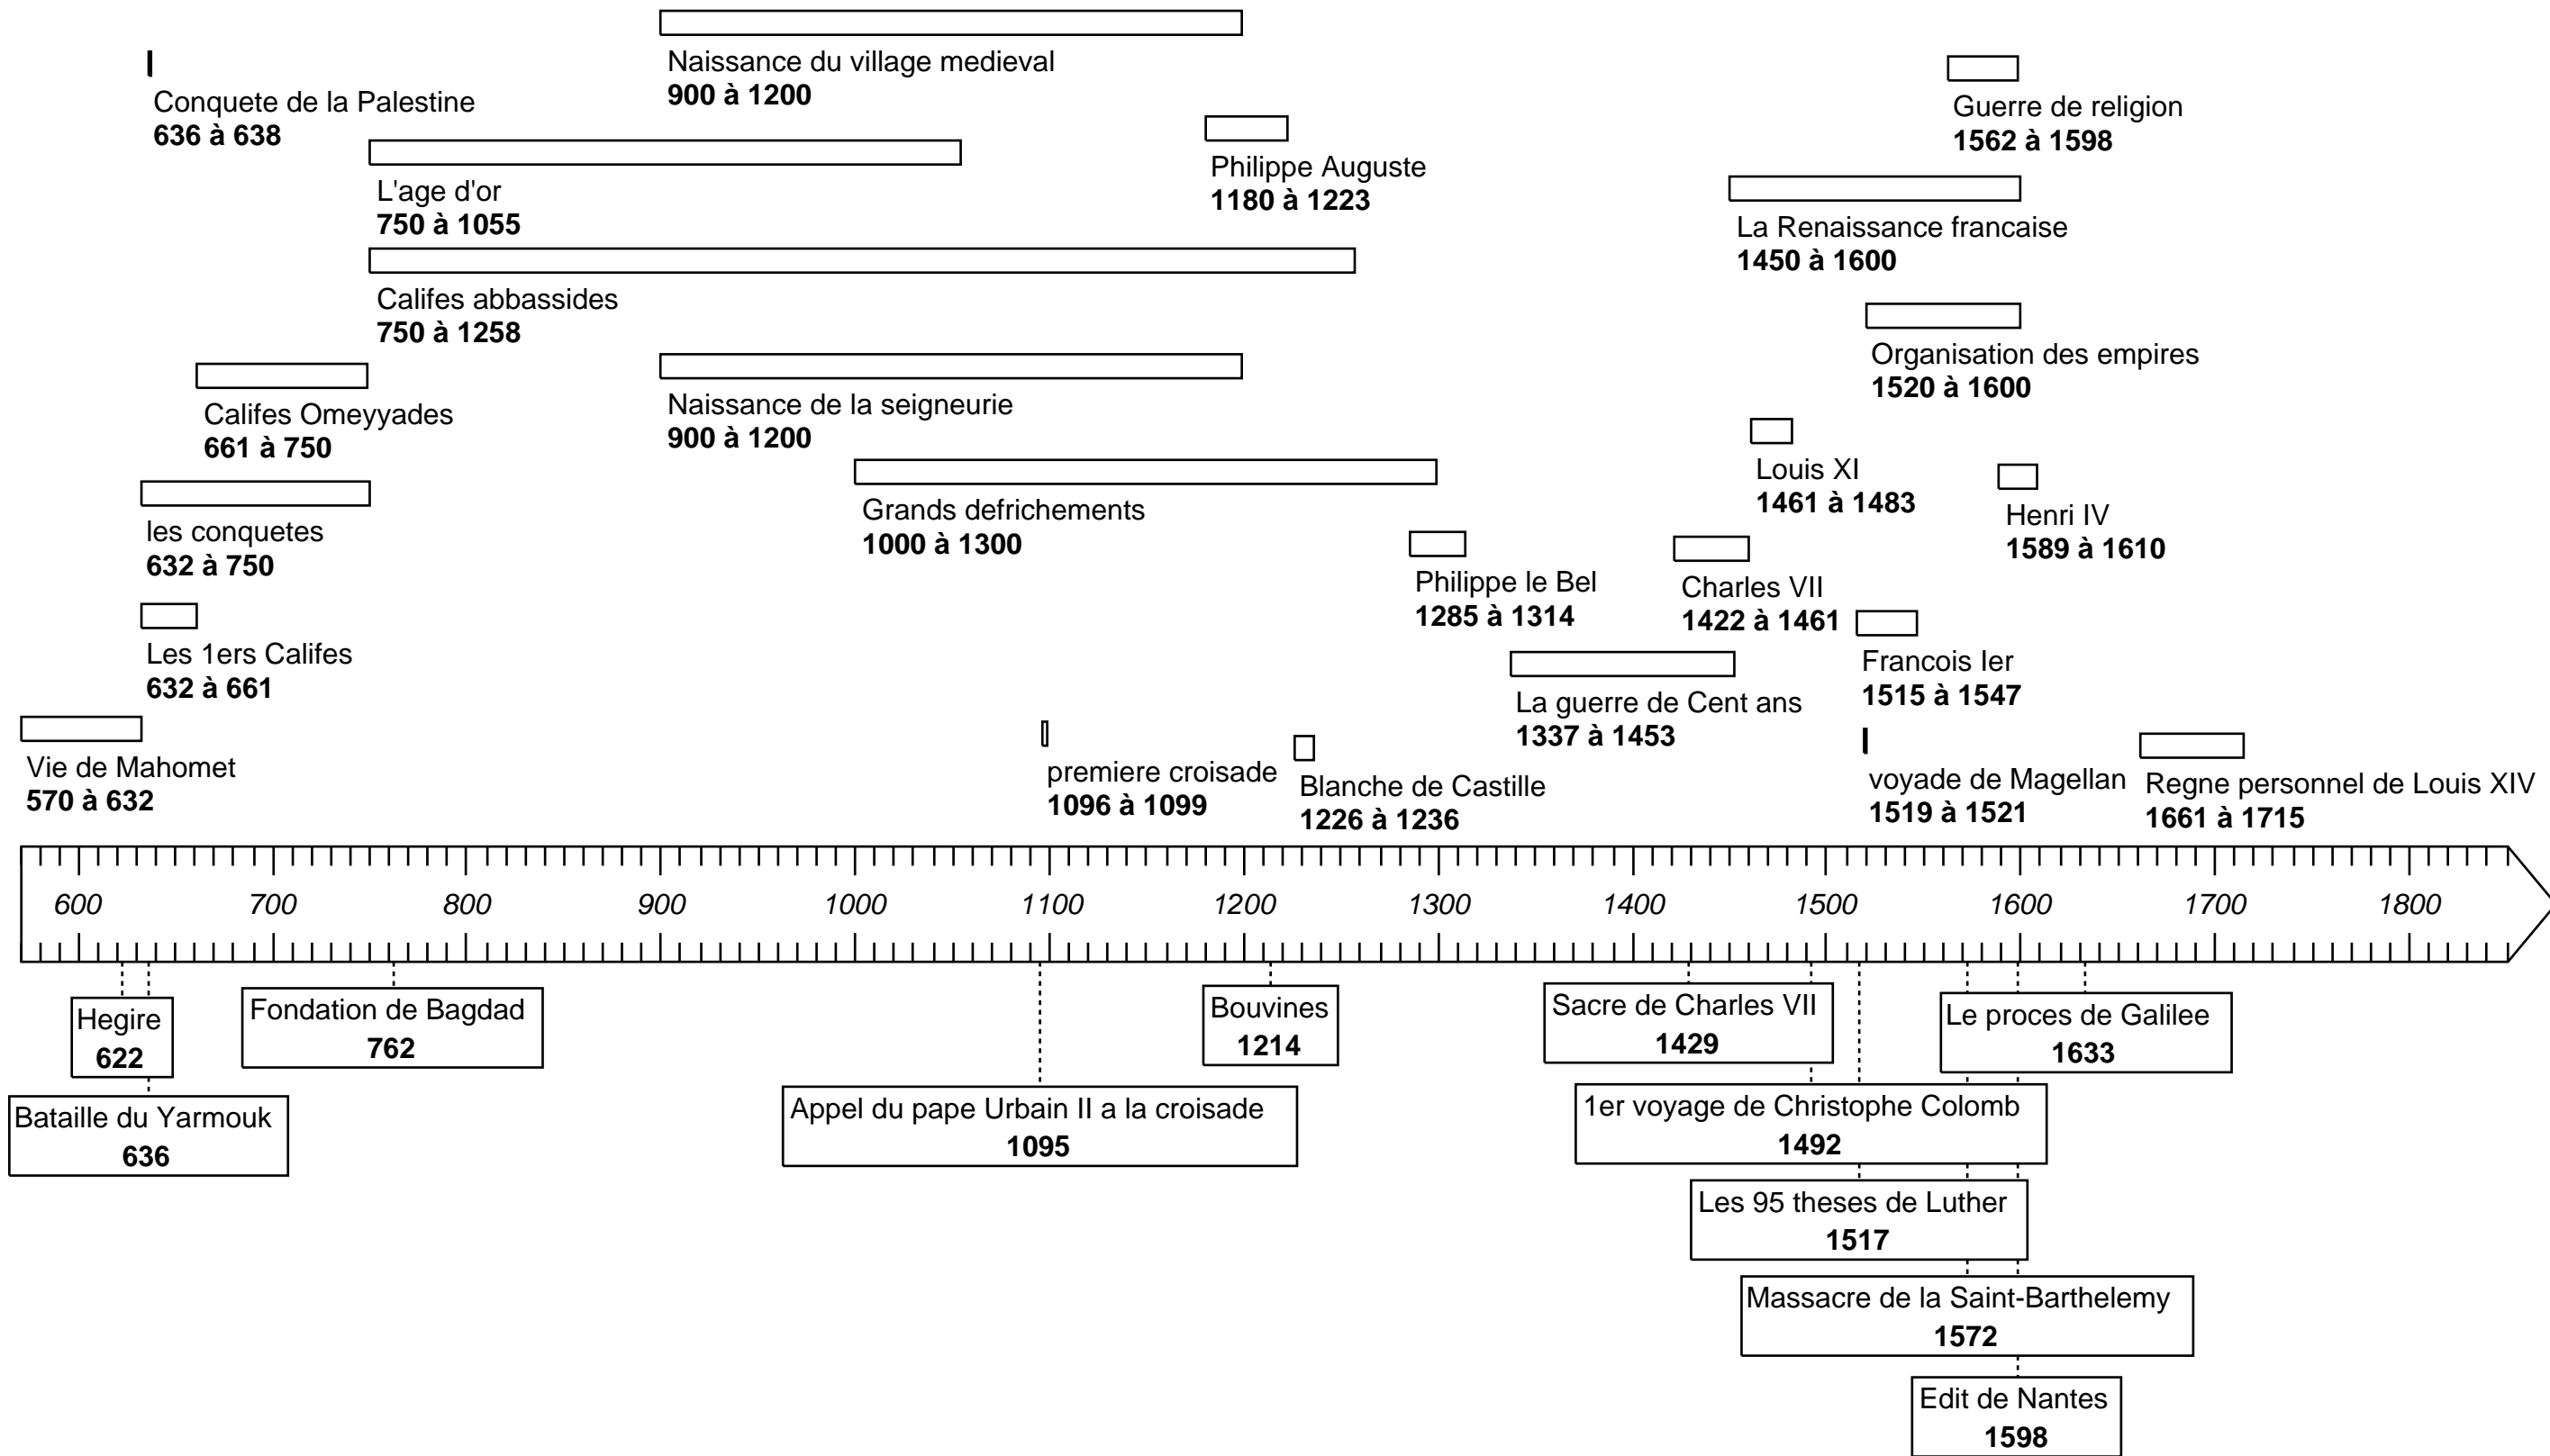 Naissance du village medieval
900 à 1200
Conquete de la Palestine
636 à 638
Guerre de religion
1562 à 1598
Philippe Auguste
1180 à 1223
L'age d'or
750 à 1055
La Renaissance francaise
1450 à 1600
Califes abbassides
750 à 1258
Organisation des empires
1520 à 1600
Califes Omeyyades
661 à 750
Naissance de la seigneurie
900 à 1200
Louis XI
1461 à 1483
Grands defrichements
1000 à 1300
Henri IV
1589 à 1610
les conquetes
632 à 750
Philippe le Bel
1285 à 1314
Charles VII
1422 à 1461
Les 1ers Califes
632 à 661
Francois Ier
1515 à 1547
La guerre de Cent ans
1337 à 1453
Vie de Mahomet
570 à 632
premiere croisade
1096 à 1099
Blanche de Castille
1226 à 1236
voyade de Magellan
1519 à 1521
Regne personnel de Louis XIV
1661 à 1715
600 700 800 900 1000 1100 1200 1300 1400 1500 1600 1700 1800
Hegire
622
Fondation de Bagdad
762
Bouvines
1214
Sacre de Charles VII
1429
Le proces de Galilee
1633
Bataille du Yarmouk
636
Appel du pape Urbain II a la croisade
1095
1er voyage de Christophe Colomb
1492
Les 95 theses de Luther
1517
Massacre de la Saint-Barthelemy
1572
Edit de Nantes
1598